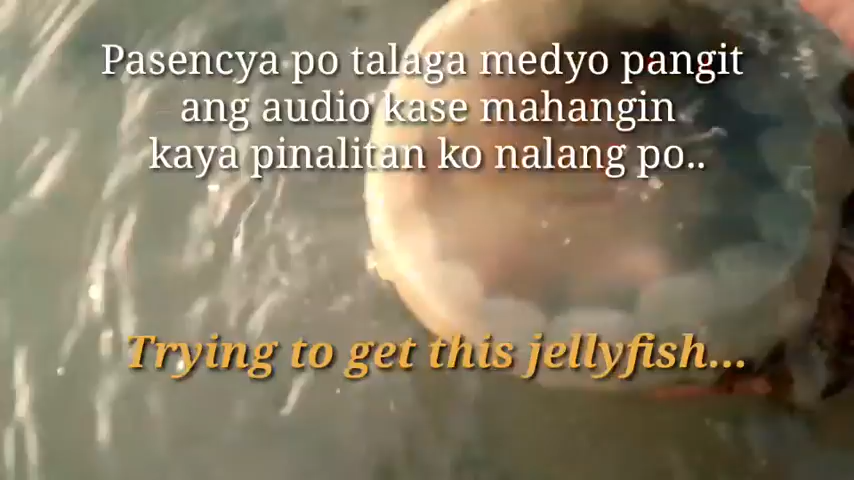 Pasencya po talaga medyo pangit
ang audio kase mahangin
kaya pinalitan ko nalang po..
Trying to get this jellyfish...